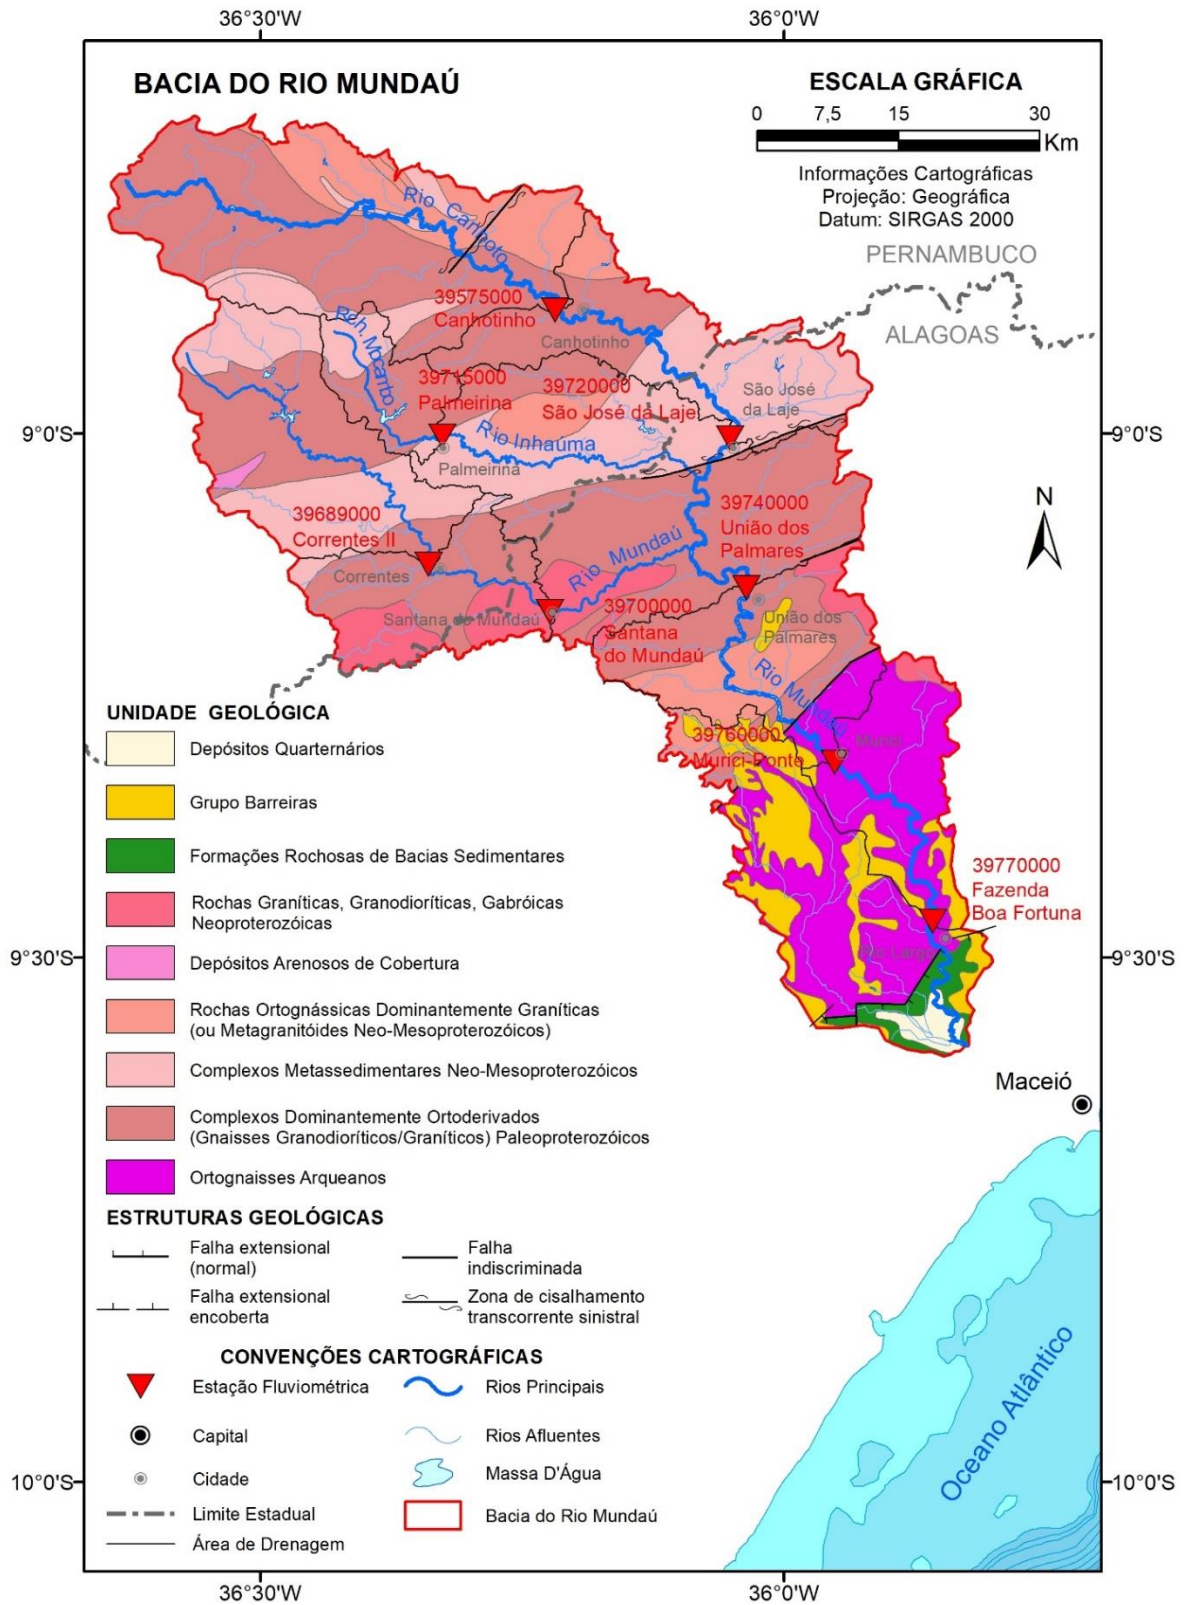 36°30'W
36°0'W
BACIA DO RIO MUNDAÚ
ESCALA GRÁFICA
0 7,5 15 30
Km
Informações Cartográficas
Projeção: Geográfica
Datum: SIRGAS 2000
PERNAMBUCO
ALAGOAS
Rio Canhoto
39575000
Canhotinho
Canhotinho
Rch. Mocambo
39715000
Palmeirina
39720000
São José da Laje
São José
da Laje
9°0'S
9°0'S
Rio Inhaúma
Palmeirina
39689000
Correntes II
39740000
União dos
Palmares
N
Rio Mundaú
Correntes
Santana do Mundaú
39700000
Santana
do Mundaú
União dos
Palmares
Rio Mundaú
39760000
Murici-Ponte
Murici
39770000
Fazenda
Boa Fortuna
Rio Largo
9°30'S
9°30'S
UNIDADE GEOLÓGICA
Depósitos Quarternários
Grupo Barreiras
Formações Rochosas de Bacias Sedimentares
Rochas Graníticas, Granodioríticas, Gabróicas
Neoproterozóicas
Depósitos Arenosos de Cobertura
Rochas Ortognássicas Dominantemente Graníticas
(ou Metagranitóides Neo-Mesoproterozóicos)
Complexos Metassedimentares Neo-Mesoproterozóicos
Complexos Dominantemente Ortoderivados
(Gnaisses Granodioríticos/Graníticos) Paleoproterozóicos
Ortognaisses Arqueanos
Maceió
ESTRUTURAS GEOLÓGICAS
Falha extensional
(normal)
Falha
indiscriminada
Falha extensional
encoberta
Zona de cisalhamento
transcorrente sinistral
CONVENÇÕES CARTOGRÁFICAS
Estação Fluviométrica
Rios Principais
Capital
Rios Afluentes
Cidade
Massa D'Água
Limite Estadual
Bacia do Rio Mundaú
Área de Drenagem
Oceano Atlântico
10°0'S
10°0'S
36°30'W
36°0'W